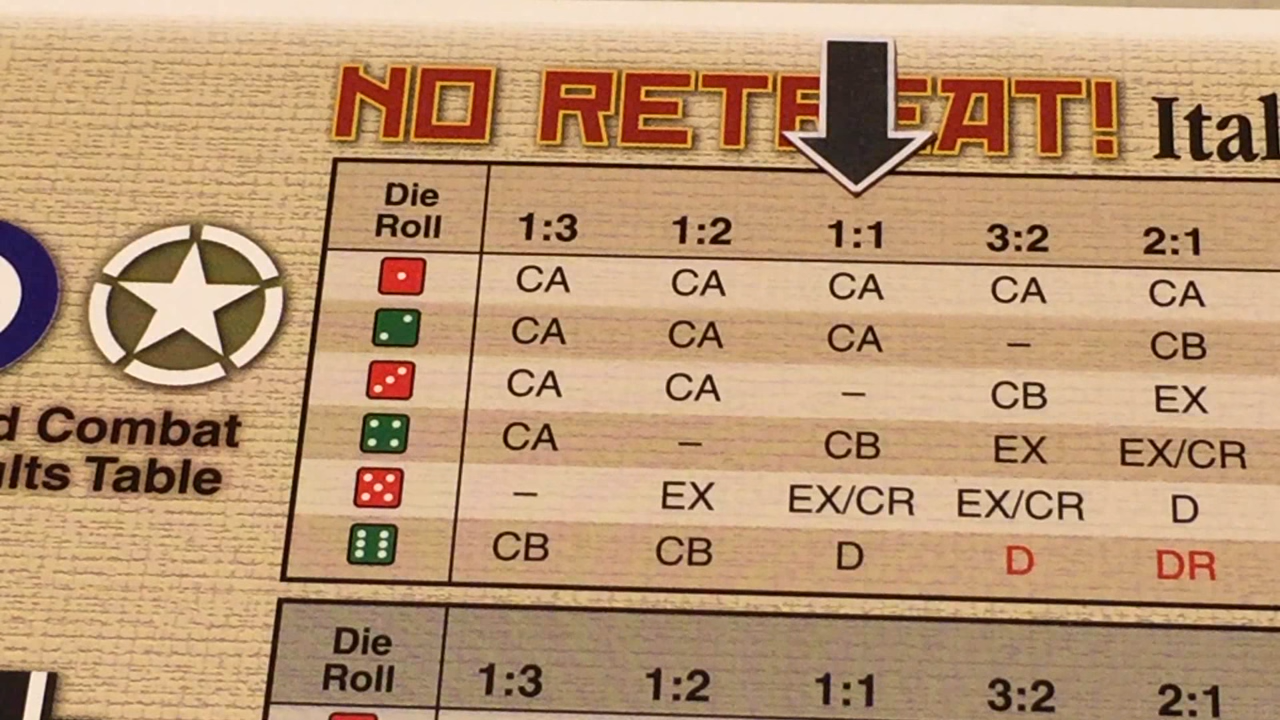 NO RETREAT! Ital
Die Roll 1:3 1:2 1:1 3:2 2:1
CA CA CA CA CA
CA CA CA – CB
CA CA – CB EX
CA – CB EX EX/CR
– EX EX/CR EX/CR D
CB CB D D DR
d Combat
ults Table
Die Roll 1:3 1:2 1:1 3:2 2:1